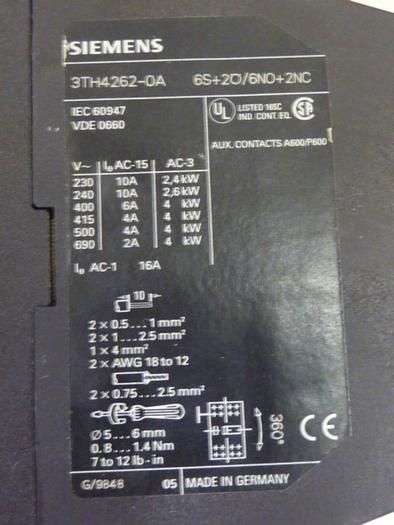 SIEMENS
3TH4262-0A 6S+2Ö/6NO+2NC
IEC 60947
VDE 0660
UL LISTED 165C
IND. CONT. EQ. SA
AUX. CONTACTS A600/P600
V~ Ie AC-15 AC-3
230 10A 2,4 kW
240 10A 2,6 kW
400 6A 4 kW
415 4A 4 kW
500 4A 4 kW
690 2A 4 kW
Ie AC-1 16A
10
2 × 0.5...1 mm²
2 × 1...2.5 mm²
1 × 4 mm²
2 × AWG 18 to 12
2 × 0.75...2.5 mm²
Ø 5...6 mm
0.8...1.4 Nm
7 to 12 lb-in
360°
CE
G/9848 05 MADE IN GERMANY